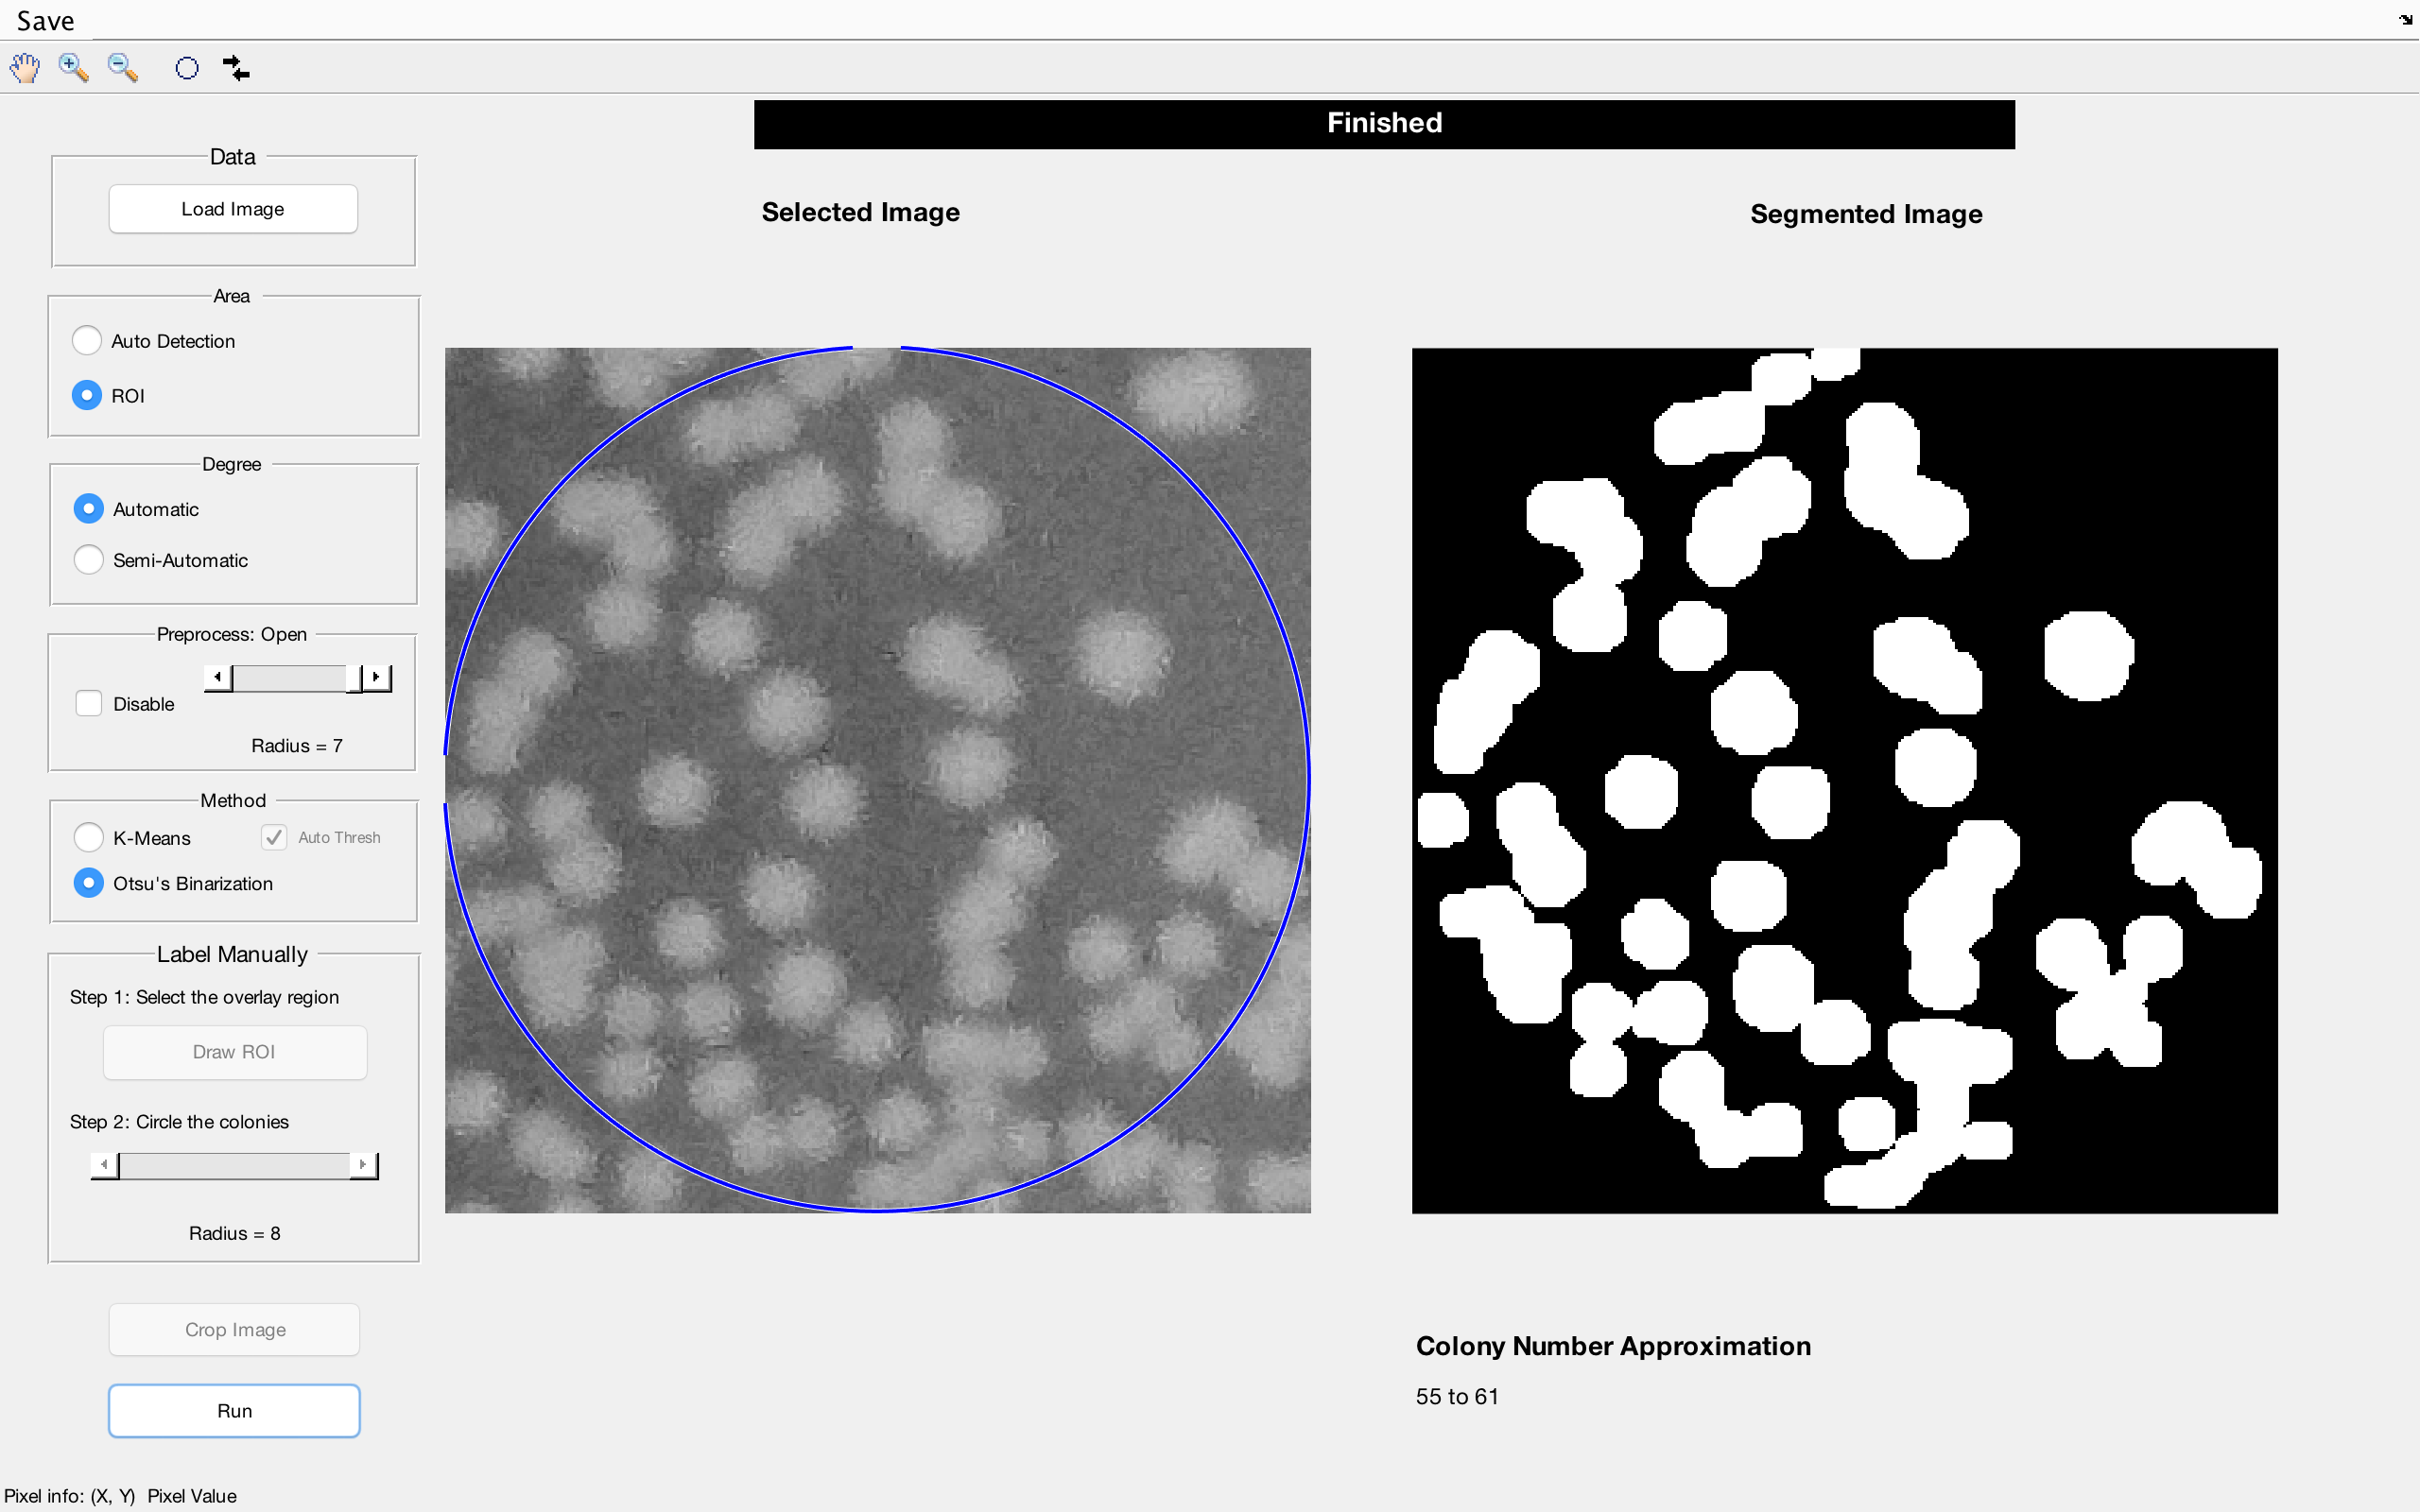 Save
Finished
Data
Load Image
Selected Image
Segmented Image
Area
Auto Detection
ROI
Degree
Automatic
Semi-Automatic
Preprocess: Open
Disable
Radius = 7
Method
K-Means
Auto Thresh
Otsu's Binarization
Label Manually
Step 1: Select the overlay region
Draw ROI
Step 2: Circle the colonies
Radius = 8
Crop Image
Run
Colony Number Approximation
55 to 61
Pixel info: (X, Y) Pixel Value